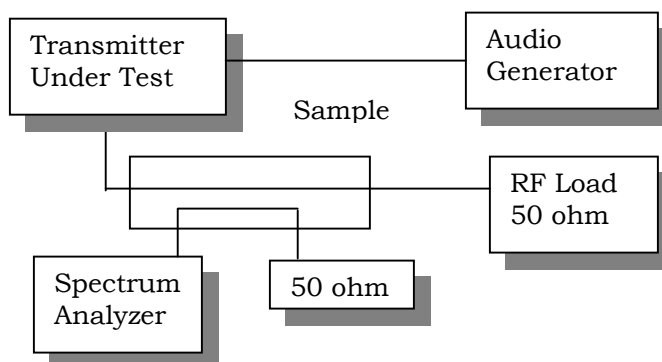 Transmitter
Under Test
Audio
Generator
Sample
RF Load
50 ohm
Spectrum
Analyzer
50 ohm